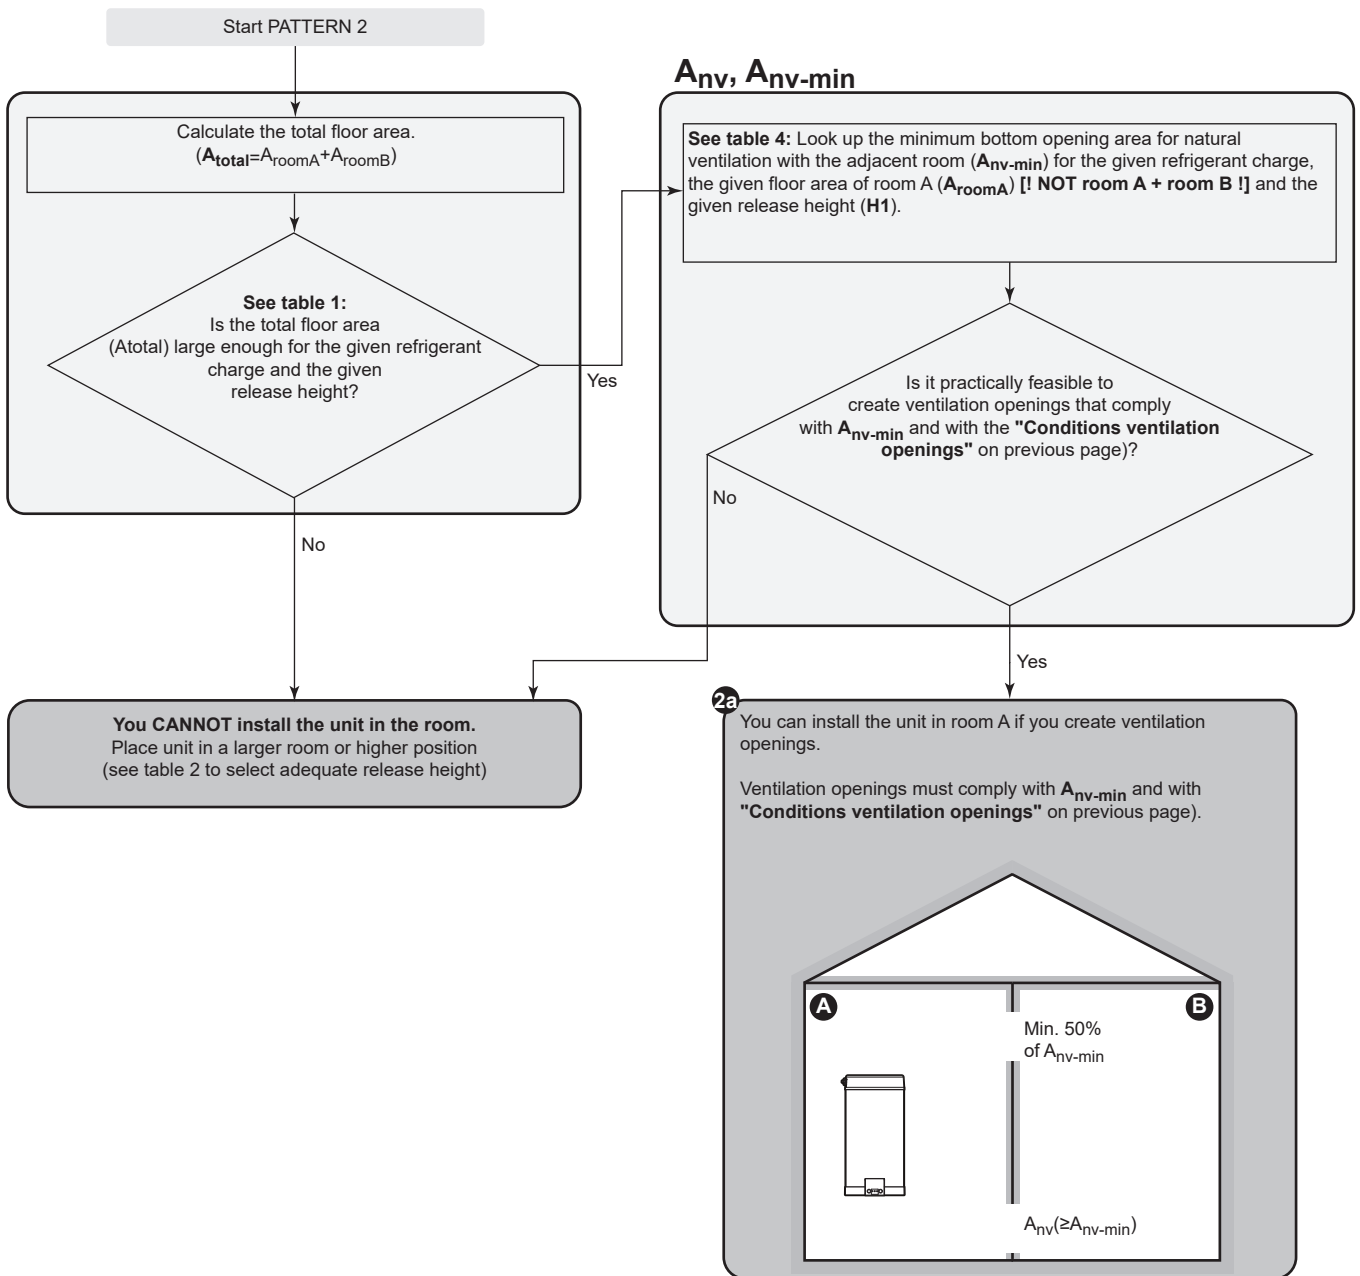 Start PATTERN 2
Calculate the total floor area.
(Atotal=AroomA+AroomB)
See table 1:
Is the total floor area
(Atotal) large enough for the given refrigerant
charge and the given
release height?
Yes
No
Anv, Anv-min
See table 4: Look up the minimum bottom opening area for natural
ventilation with the adjacent room (Anv-min) for the given refrigerant charge,
the given floor area of room A (AroomA) [! NOT room A + room B !] and the
given release height (H1).
Is it practically feasible to
create ventilation openings that comply
with Anv-min and with the "Conditions ventilation
openings" on previous page)?
No
Yes
You CANNOT install the unit in the room.
Place unit in a larger room or higher position
(see table 2 to select adequate release height)
2a
You can install the unit in room A if you create ventilation
openings.
Ventilation openings must comply with Anv-min and with
"Conditions ventilation openings" on previous page).
A
B
Min. 50%
of Anv-min
Anv(≥Anv-min)